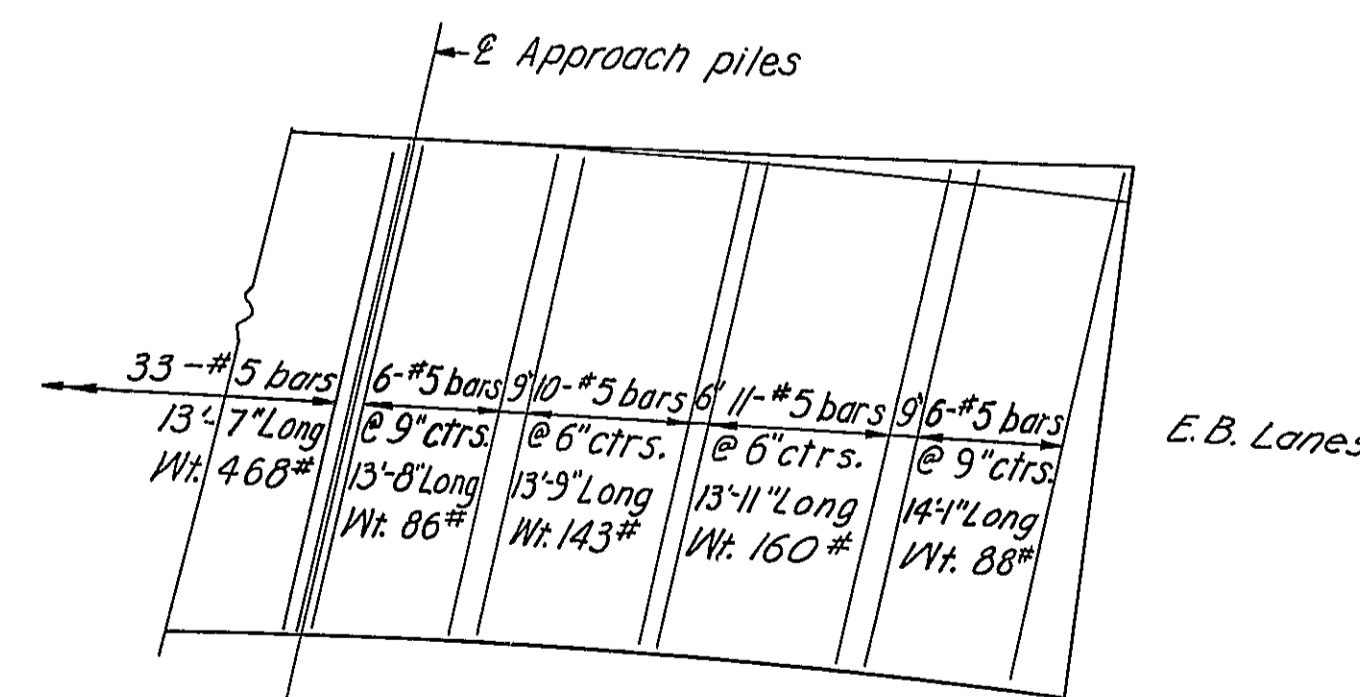 ℄ Approach piles
33-#5 bars
13'-7" Long
Wt. 468#
6-#5 bars
@ 9" ctrs.
13'-8" Long
Wt. 86#
9"
10-#5 bars
@ 6" ctrs.
13'-9" Long
Wt. 143#
6"
11-#5 bars
@ 6" ctrs.
13'-11" Long
Wt. 160#
9"
6-#5 bars
@ 9" ctrs.
14'-1" Long
Wt. 88#
E.B. Lanes